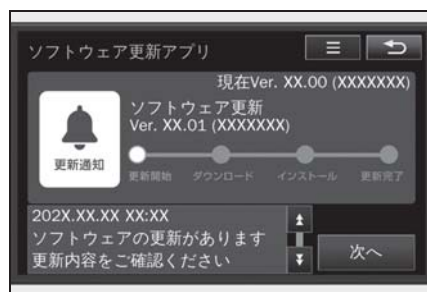 ソフトウェア更新アプリ
現在Ver. XX.00 (XXXXXXX)
ソフトウェア更新
Ver. XX.01 (XXXXXXX)
更新通知
更新開始 ダウンロード インストール 更新完了
202X.XX.XX XX:XX
ソフトウェアの更新があります
更新内容をご確認ください
次へ